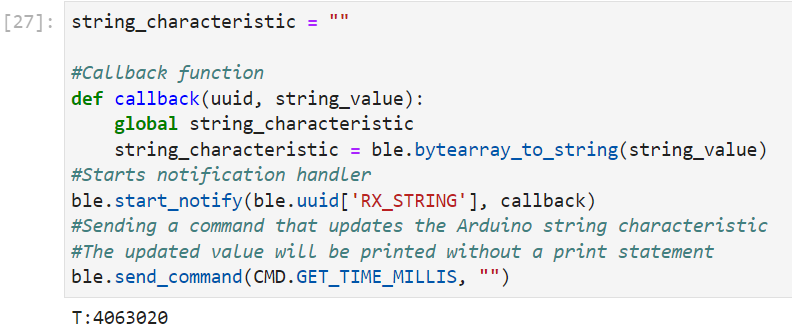 [27]: string_characteristic = ""
#Callback function
def callback(uuid, string_value):
    global string_characteristic
    string_characteristic = ble.bytearray_to_string(string_value)
#Starts notification handler
ble.start_notify(ble.uuid['RX_STRING'], callback)
#Sending a command that updates the Arduino string characteristic
#The updated value will be printed without a print statement
ble.send_command(CMD.GET_TIME_MILLIS, "")
T:4063020